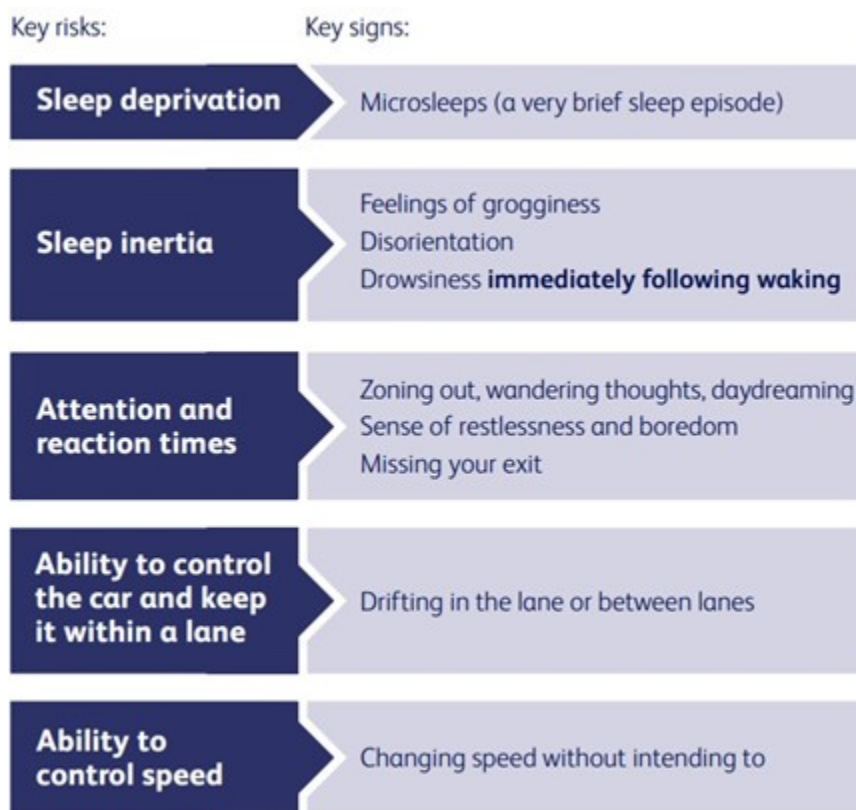 Key risks:
Key signs:
Sleep deprivation
Microsleeps (a very brief sleep episode)
Sleep inertia
Feelings of grogginess
Disorientation
Drowsiness immediately following waking
Attention and
reaction times
Zoning out, wandering thoughts, daydreaming
Sense of restlessness and boredom
Missing your exit
Ability to control
the car and keep
it within a lane
Drifting in the lane or between lanes
Ability to
control speed
Changing speed without intending to